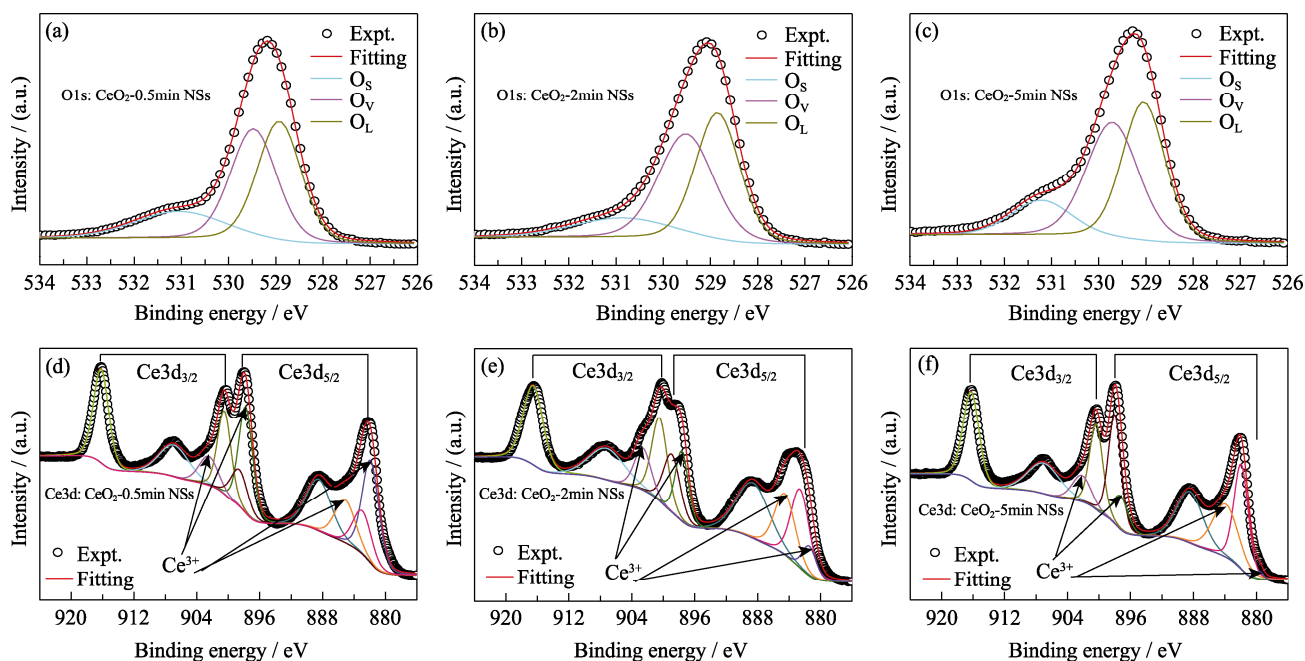 (a)
Expt.
Fitting
O1s: CeO₂-0.5min NSs
O_S
O_V
O_L
Intensity / (a.u.)
534 533 532 531 530 529 528 527 526
Binding energy / eV
(b)
Expt.
Fitting
O1s: CeO₂-2min NSs
O_S
O_V
O_L
Intensity / (a.u.)
534 533 532 531 530 529 528 527 526
Binding energy / eV
(c)
Expt.
Fitting
O1s: CeO₂-5min NSs
O_S
O_V
O_L
Intensity / (a.u.)
534 533 532 531 530 529 528 527 526
Binding energy / eV
(d)
Ce3d₃/₂ Ce3d₅/₂
Ce3d: CeO₂-0.5min NSs
Expt.
Ce³⁺
Fitting
Intensity / (a.u.)
920 912 904 896 888 880
Binding energy / eV
(e)
Ce3d₃/₂ Ce3d₅/₂
Ce3d: CeO₂-2min NSs
Expt.
Ce³⁺
Fitting
Intensity / (a.u.)
920 912 904 896 888 880
Binding energy / eV
(f)
Ce3d₃/₂ Ce3d₅/₂
Ce3d: CeO₂-5min NSs
Expt.
Ce³⁺
Fitting
Intensity / (a.u.)
920 912 904 896 888 880
Binding energy / eV